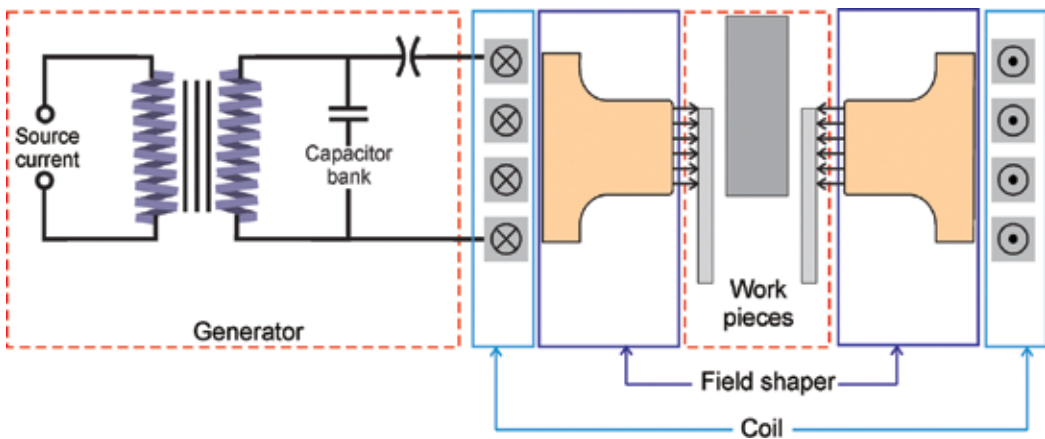 Source
current
Capacitor
bank
Generator
Work
pieces
Field shaper
Coil